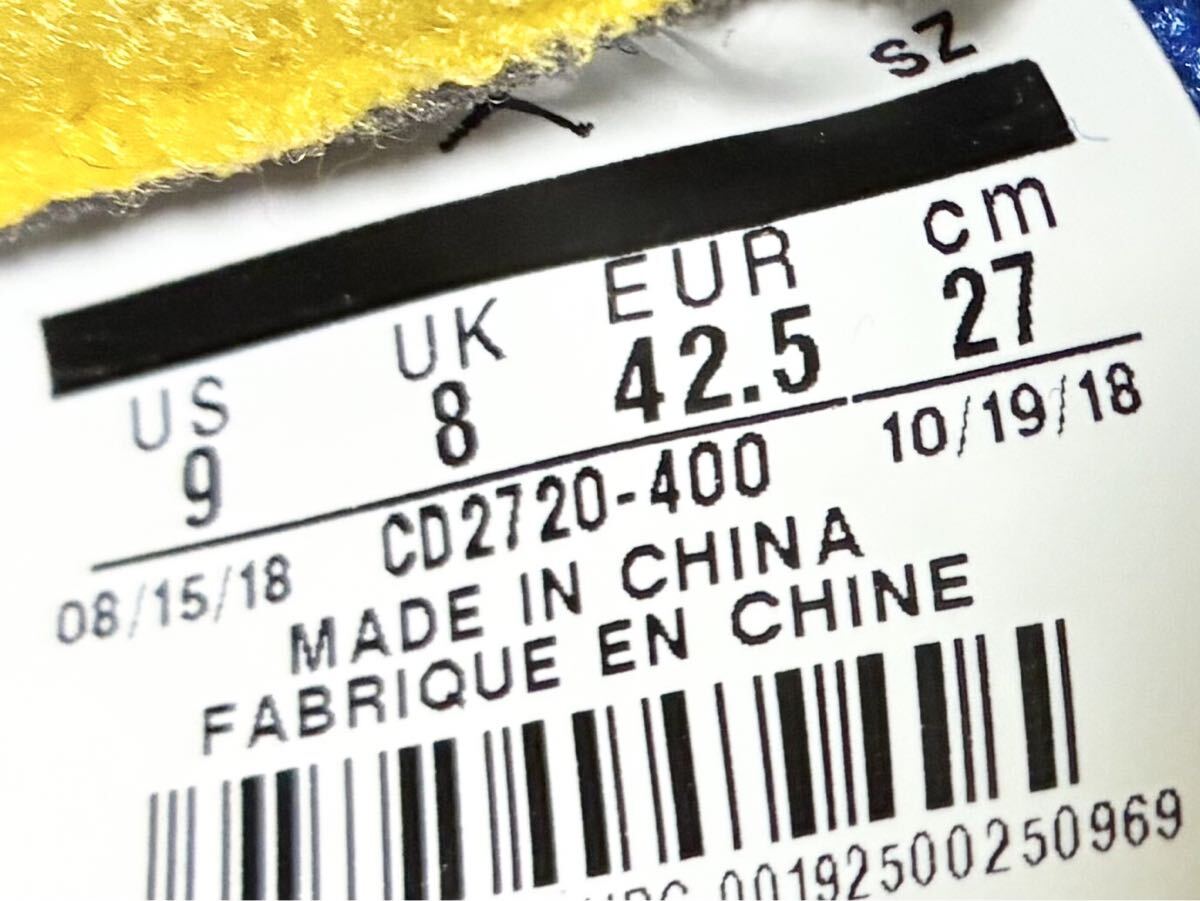 SZ
US UK EUR cm
9 8 42.5 27
08/15/18 CD2720-400 10/19/18
MADE IN CHINA
FABRIQUE EN CHINE
UPC 00192500250969